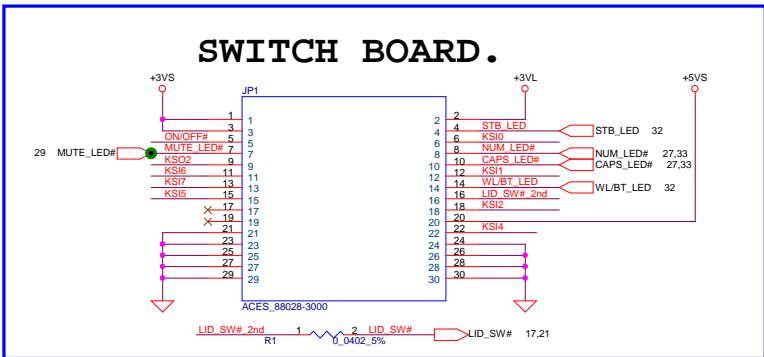 SWITCH BOARD.
+3VS +3VL +5VS
JP1
1 1 2 2
3 3 4 4 STB_LED STB_LED 32
ON/OFF# 5 5 6 6 KSI0
29 MUTE_LED# MUTE_LED# 7 7 8 8 NUM_LED# NUM_LED# 27,33
KSO2 9 9 10 10 CAPS_LED# CAPS_LED# 27,33
KSI6 11 11 12 12 KSI1
KSI7 13 13 14 14 WL/BT_LED WL/BT_LED 32
KSI5 15 15 16 16 LID_SW#_2nd
17 17 18 18 KSI2
19 19 20 20
21 21 22 22 KSI4
23 23 24 24
25 25 26 26
27 27 28 28
29 29 30 30
ACES_88028-3000
LID_SW#_2nd 1 2 LID_SW# LID_SW# 17,21
R1 0_0402_5%